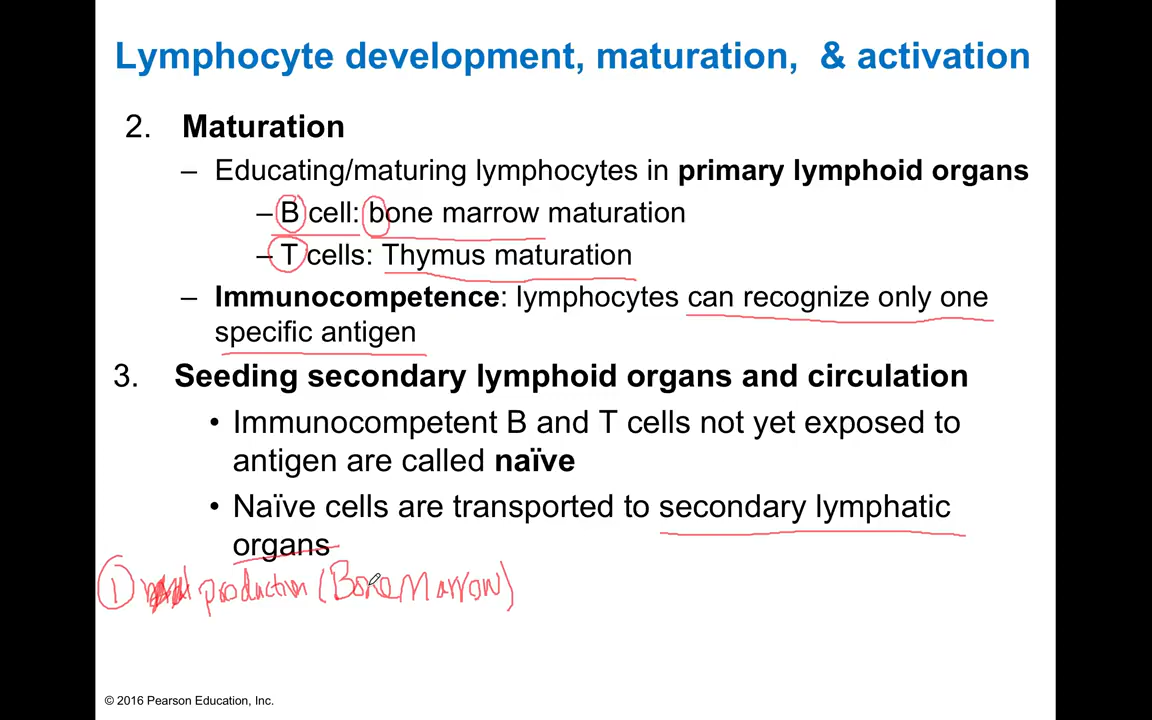 Lymphocyte development, maturation, & activation
2. Maturation
– Educating/maturing lymphocytes in primary lymphoid organs
– B cell: bone marrow maturation
– T cells: Thymus maturation
– Immunocompetence: lymphocytes can recognize only one
specific antigen
3. Seeding secondary lymphoid organs and circulation
• Immunocompetent B and T cells not yet exposed to
antigen are called naïve
• Naïve cells are transported to secondary lymphatic
organs
1 production (Bone Marrow)
© 2016 Pearson Education, Inc.